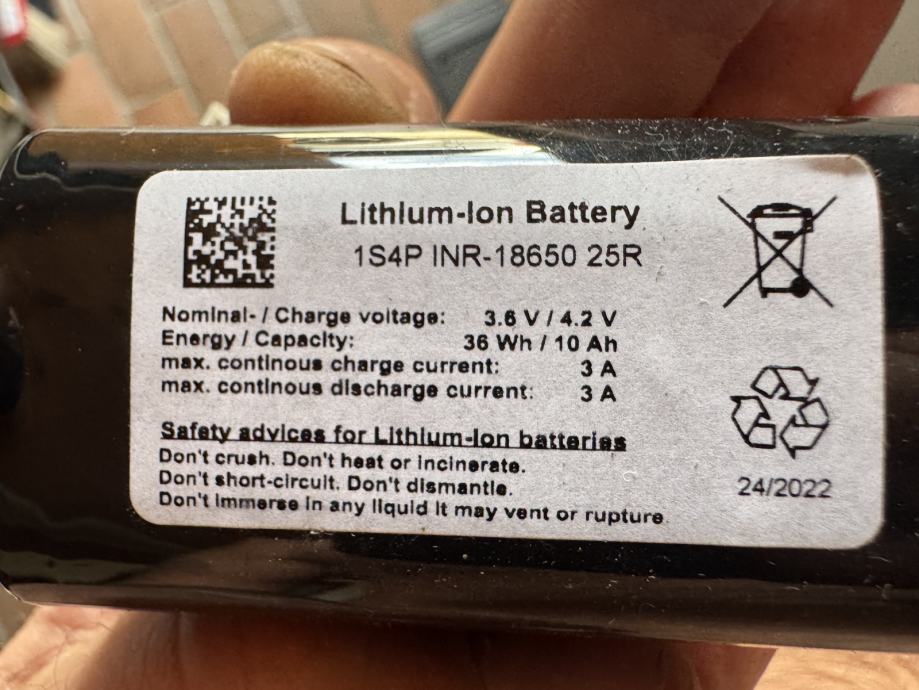 Lithium-Ion Battery
1S4P INR-18650 25R
Nominal- / Charge voltage: 3.6 V / 4.2 V
Energy / Capacity: 36 Wh / 10 Ah
max. continous charge current: 3 A
max. continous discharge current: 3 A
Safety advices for Lithium-Ion batteries
Don't crush. Don't heat or incinerate.
Don't short-circuit. Don't dismantle.
Don't immerse in any liquid it may vent or rupture.
24/2022